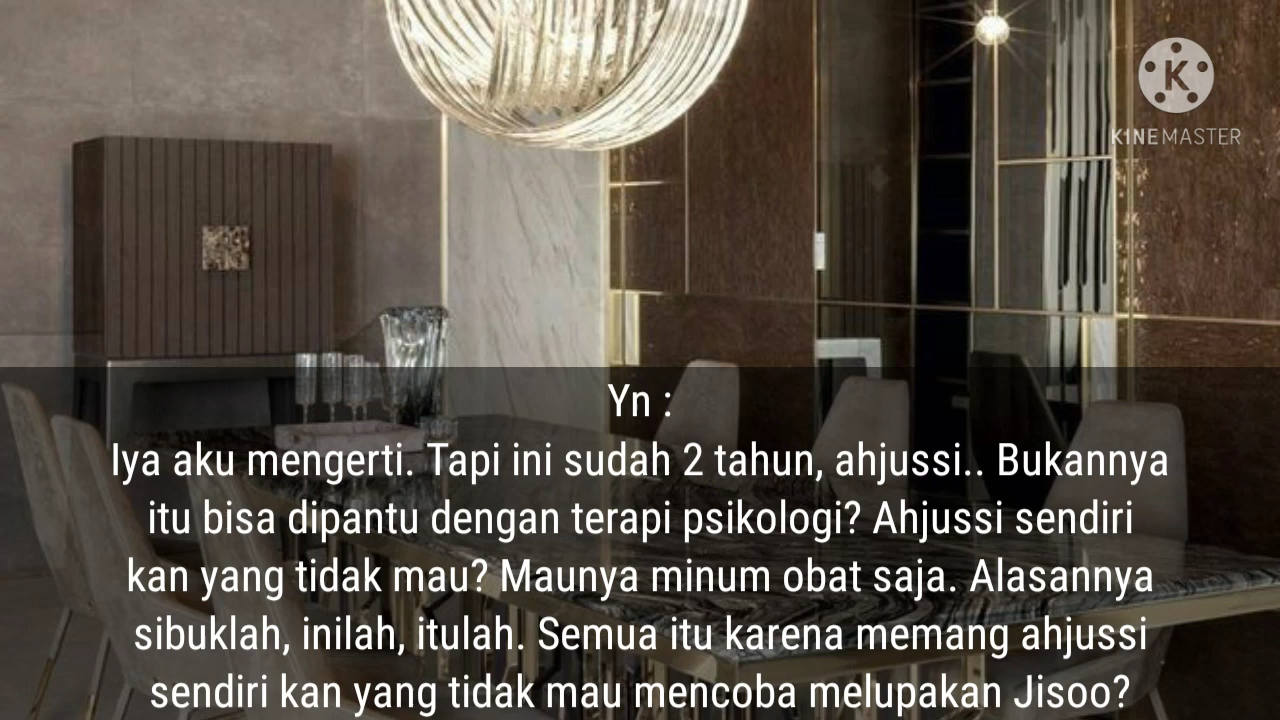 KINEMASTER
Yn :
Iya aku mengerti. Tapi ini sudah 2 tahun, ahjussi.. Bukannya
itu bisa dipantu dengan terapi psikologi? Ahjussi sendiri
kan yang tidak mau? Maunya minum obat saja. Alasannya
sibuklah, inilah, itulah. Semua itu karena memang ahjussi
sendiri kan yang tidak mau mencoba melupakan Jisoo?